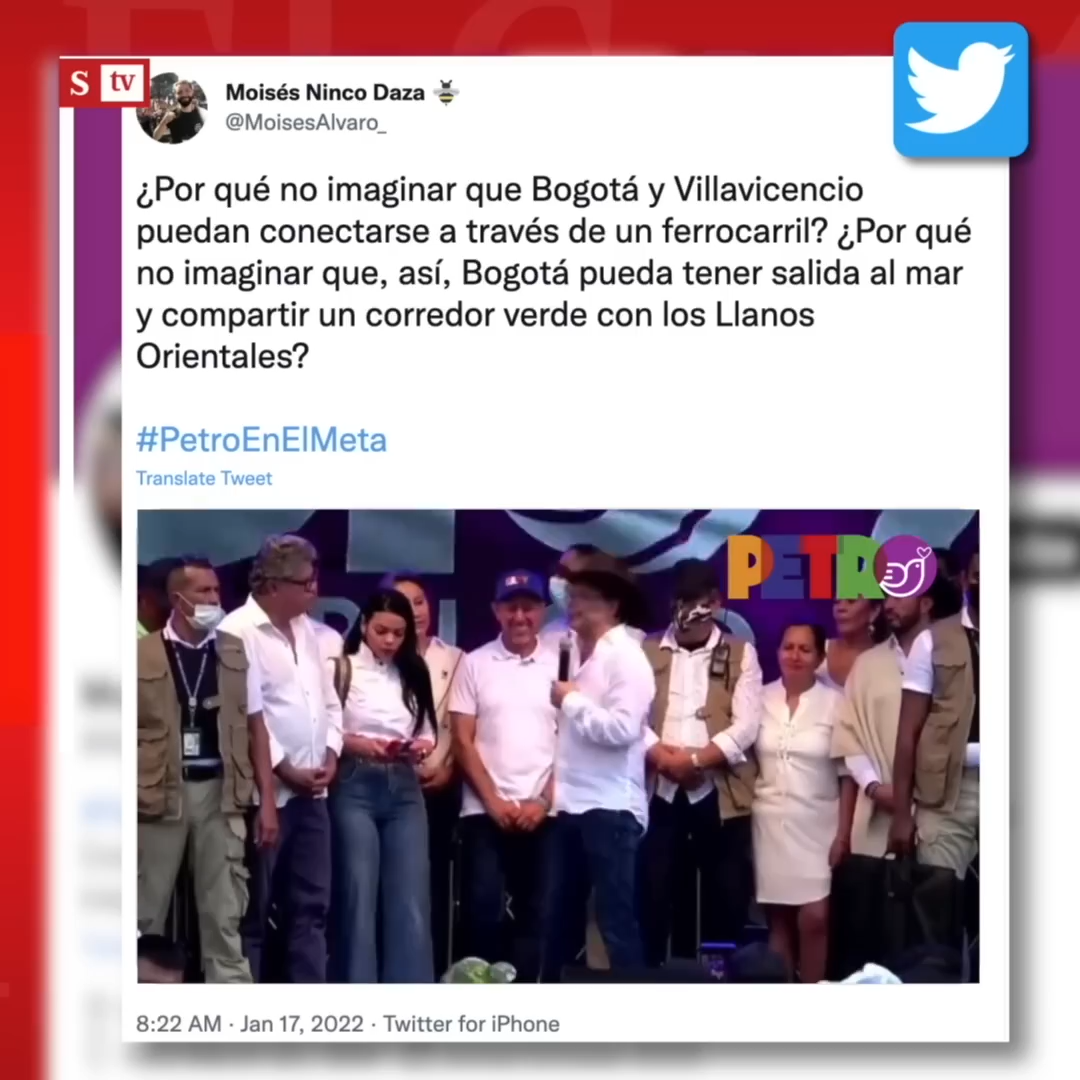 S tv
Moisés Ninco Daza
@MoisesAlvaro_
¿Por qué no imaginar que Bogotá y Villavicencio
puedan conectarse a través de un ferrocarril? ¿Por qué
no imaginar que, así, Bogotá pueda tener salida al mar
y compartir un corredor verde con los Llanos
Orientales?
#PetroEnElMeta
Translate Tweet
PETRO
8:22 AM · Jan 17, 2022 · Twitter for iPhone